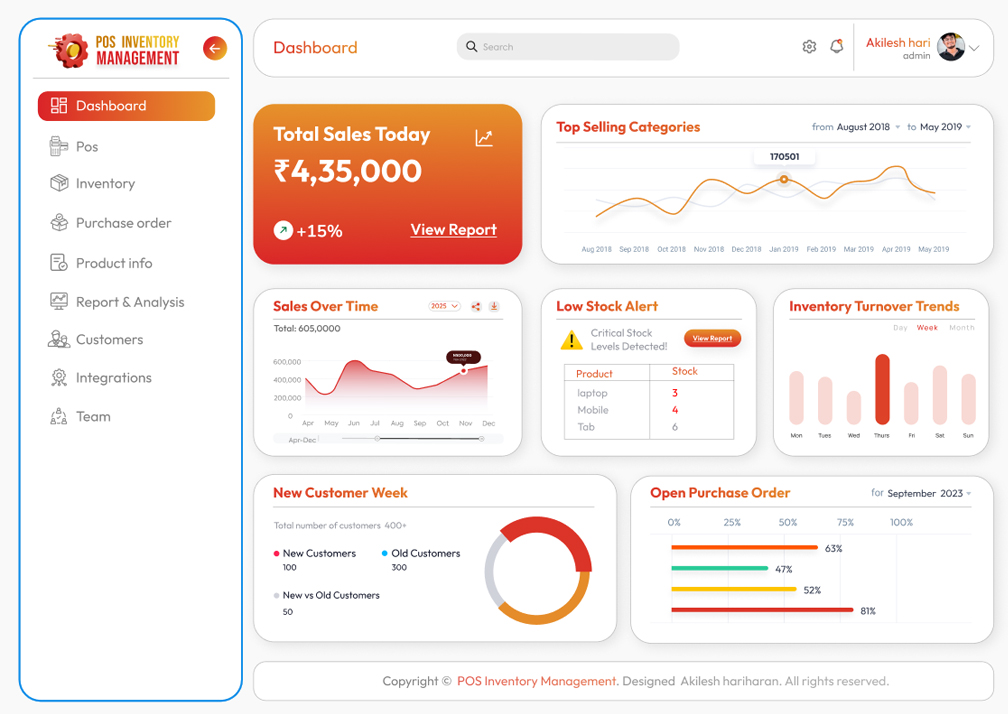 POS INVENTORY
MANAGEMENT
Dashboard
Pos
Inventory
Purchase order
Product info
Report & Analysis
Customers
Integrations
Team
Dashboard
Search
Akilesh hari
admin
Total Sales Today
₹4,35,000
+15%
View Report
Top Selling Categories
from August 2018 to May 2019
170501
Aug 2018 Sep 2018 Oct 2018 Nov 2018 Dec 2018 Jan 2019 Feb 2019 Mar 2019 Apr 2019 May 2019
Sales Over Time
2025
Total: 605,0000
600,000
400,000
200,000
0
Apr May Jun Jul Aug Sep Oct Nov Dec
Apr-Dec
Low Stock Alert
Critical Stock
Levels Detected!
View Report
Product Stock
laptop 3
Mobile 4
Tab 6
Inventory Turnover Trends
Day Week Month
Mon Tues Wed Thurs Fri Sat Sun
New Customer Week
Total number of customers 400+
New Customers Old Customers
100 300
New vs Old Customers
50
Open Purchase Order
for September 2023
0% 25% 50% 75% 100%
63%
47%
52%
81%
Copyright © POS Inventory Management. Designed Akilesh hariharan. All rights reserved.